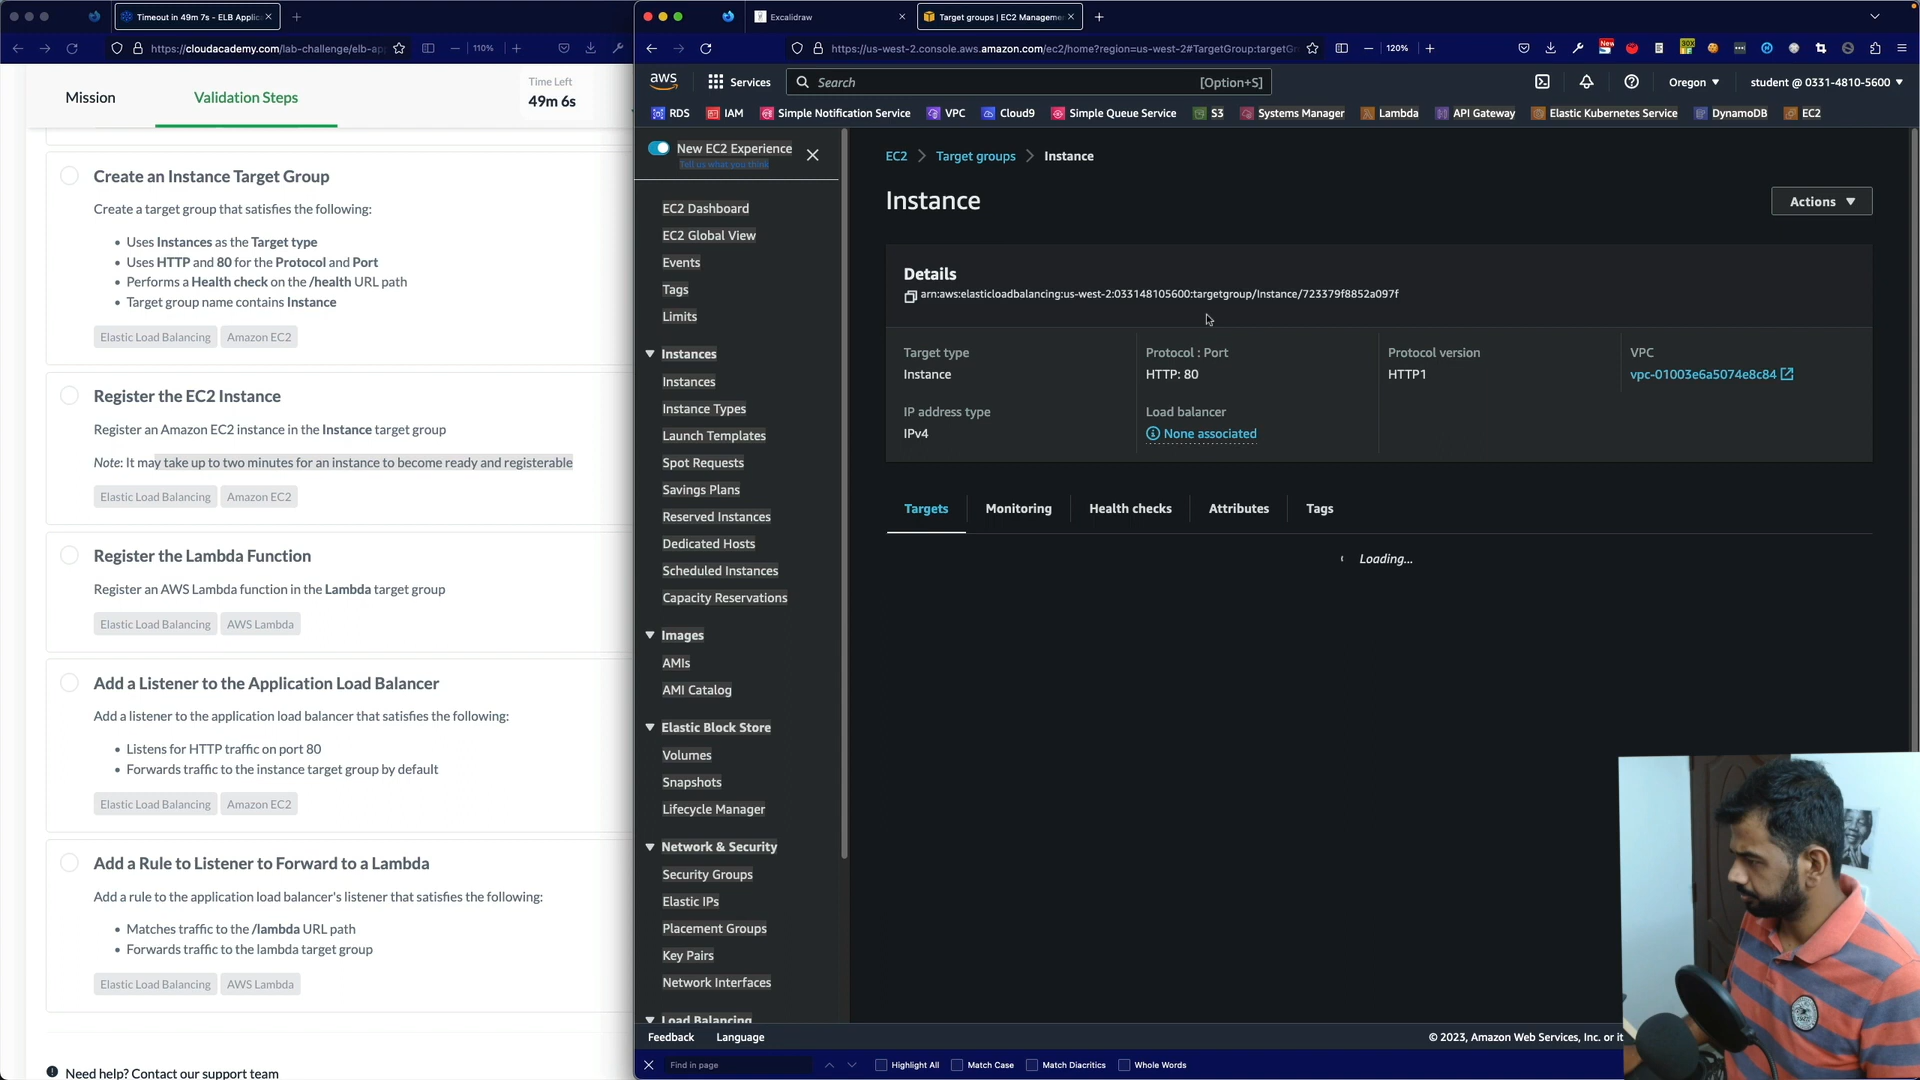 Timeout in 49m 7s - ELB Applic
https://cloudacademy.com/lab-challenge/elb-ap
110%
Mission
Validation Steps
Time Left
49m 6s
Create an Instance Target Group
Create a target group that satisfies the following:
• Uses Instances as the Target type
• Uses HTTP and 80 for the Protocol and Port
• Performs a Health check on the /health URL path
• Target group name contains Instance
Elastic Load Balancing
Amazon EC2
Register the EC2 Instance
Register an Amazon EC2 instance in the Instance target group
Note: It may take up to two minutes for an instance to become ready and registerable
Elastic Load Balancing
Amazon EC2
Register the Lambda Function
Register an AWS Lambda function in the Lambda target group
Elastic Load Balancing
AWS Lambda
Add a Listener to the Application Load Balancer
Add a listener to the application load balancer that satisfies the following:
• Listens for HTTP traffic on port 80
• Forwards traffic to the instance target group by default
Elastic Load Balancing
Amazon EC2
Add a Rule to Listener to Forward to a Lambda
Add a rule to the application load balancer's listener that satisfies the following:
• Matches traffic to the /lambda URL path
• Forwards traffic to the lambda target group
Elastic Load Balancing
AWS Lambda
Need help? Contact our support team
Excalidraw
Target groups | EC2 Manageme
https://us-west-2.console.aws.amazon.com/ec2/home?region=us-west-2#TargetGroup:targetG
120%
aws
Services
Search
[Option+S]
Oregon
student @ 0331-4810-5600
RDS
IAM
Simple Notification Service
VPC
Cloud9
Simple Queue Service
S3
Systems Manager
Lambda
API Gateway
Elastic Kubernetes Service
DynamoDB
EC2
New EC2 Experience
Tell us what you think
EC2 Dashboard
EC2 Global View
Events
Tags
Limits
Instances
Instances
Instance Types
Launch Templates
Spot Requests
Savings Plans
Reserved Instances
Dedicated Hosts
Scheduled Instances
Capacity Reservations
Images
AMIs
AMI Catalog
Elastic Block Store
Volumes
Snapshots
Lifecycle Manager
Network & Security
Security Groups
Elastic IPs
Placement Groups
Key Pairs
Network Interfaces
Load Balancing
EC2
Target groups
Instance
Instance
Actions
Details
arn:aws:elasticloadbalancing:us-west-2:033148105600:targetgroup/Instance/723379f8852a097f
Target type
Instance
Protocol : Port
HTTP: 80
Protocol version
HTTP1
VPC
vpc-01003e6a5074e8c84
IP address type
IPv4
Load balancer
None associated
Targets
Monitoring
Health checks
Attributes
Tags
Loading...
Feedback
Language
© 2023, Amazon Web Services, Inc. or it
Find in page
Highlight All
Match Case
Match Diacritics
Whole Words